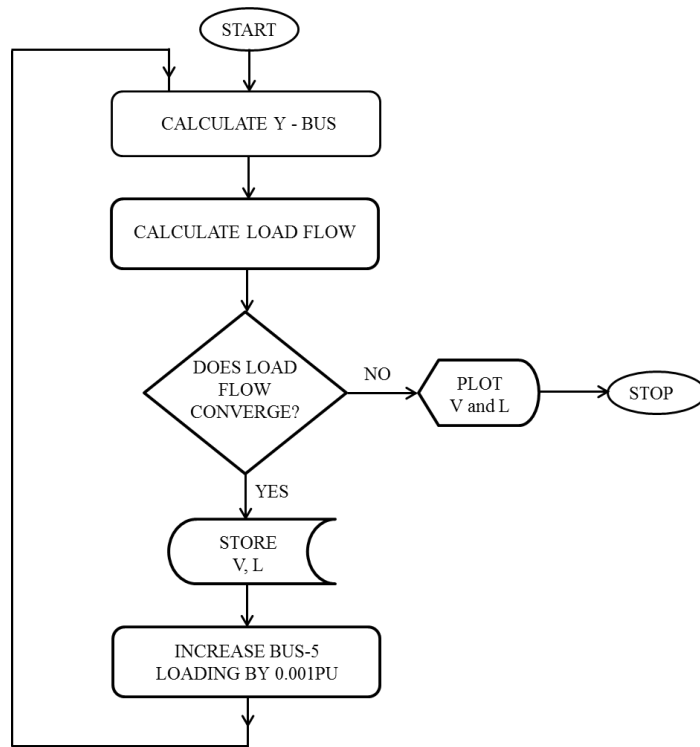 START
CALCULATE Y - BUS
CALCULATE LOAD FLOW
DOES LOAD
FLOW
CONVERGE?
NO
PLOT
V and L
STOP
YES
STORE
V, L
INCREASE BUS-5
LOADING BY 0.001PU